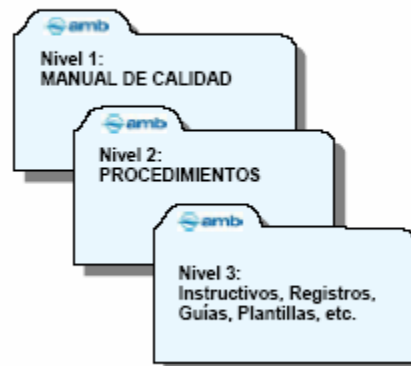 amb
Nivel 1:
MANUAL DE CALIDAD
amb
Nivel 2:
PROCEDIMIENTOS
amb
Nivel 3:
Instructivos, Registros,
Guías, Plantillas, etc.